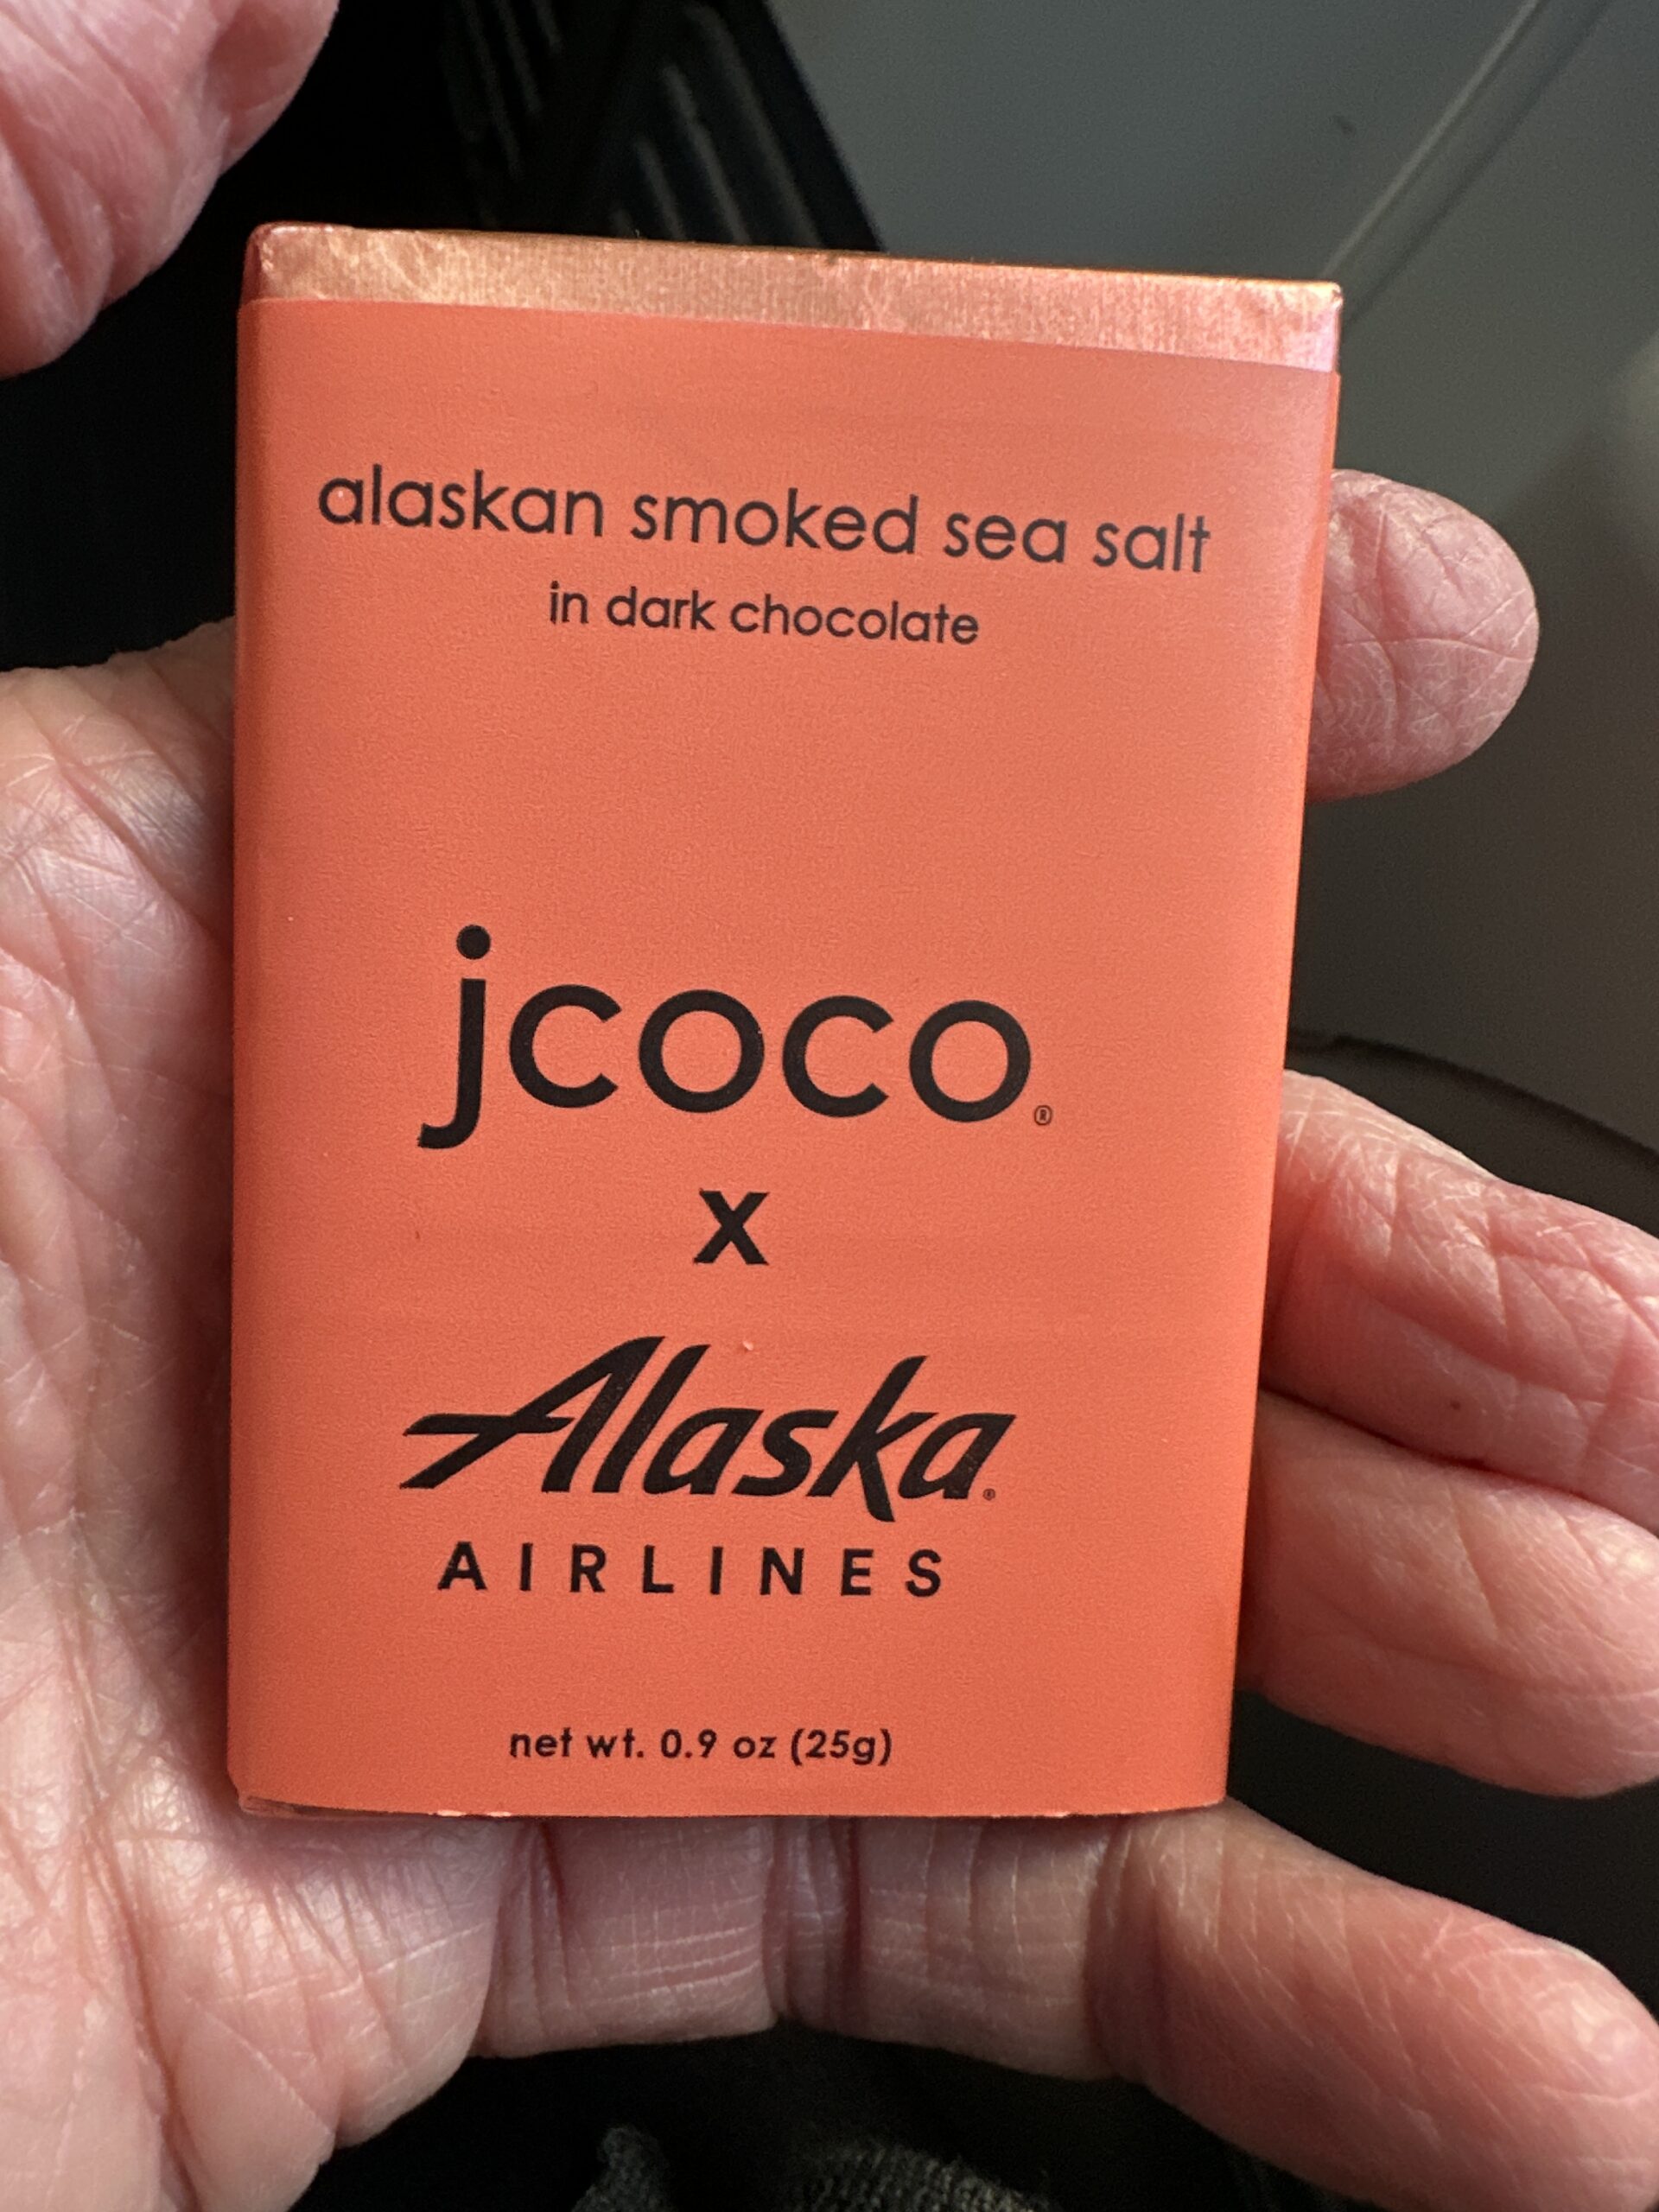 alaskan smoked sea salt
in dark chocolate
jcoco®
x
Alaska®
AIRLINES
net wt. 0.9 oz (25g)